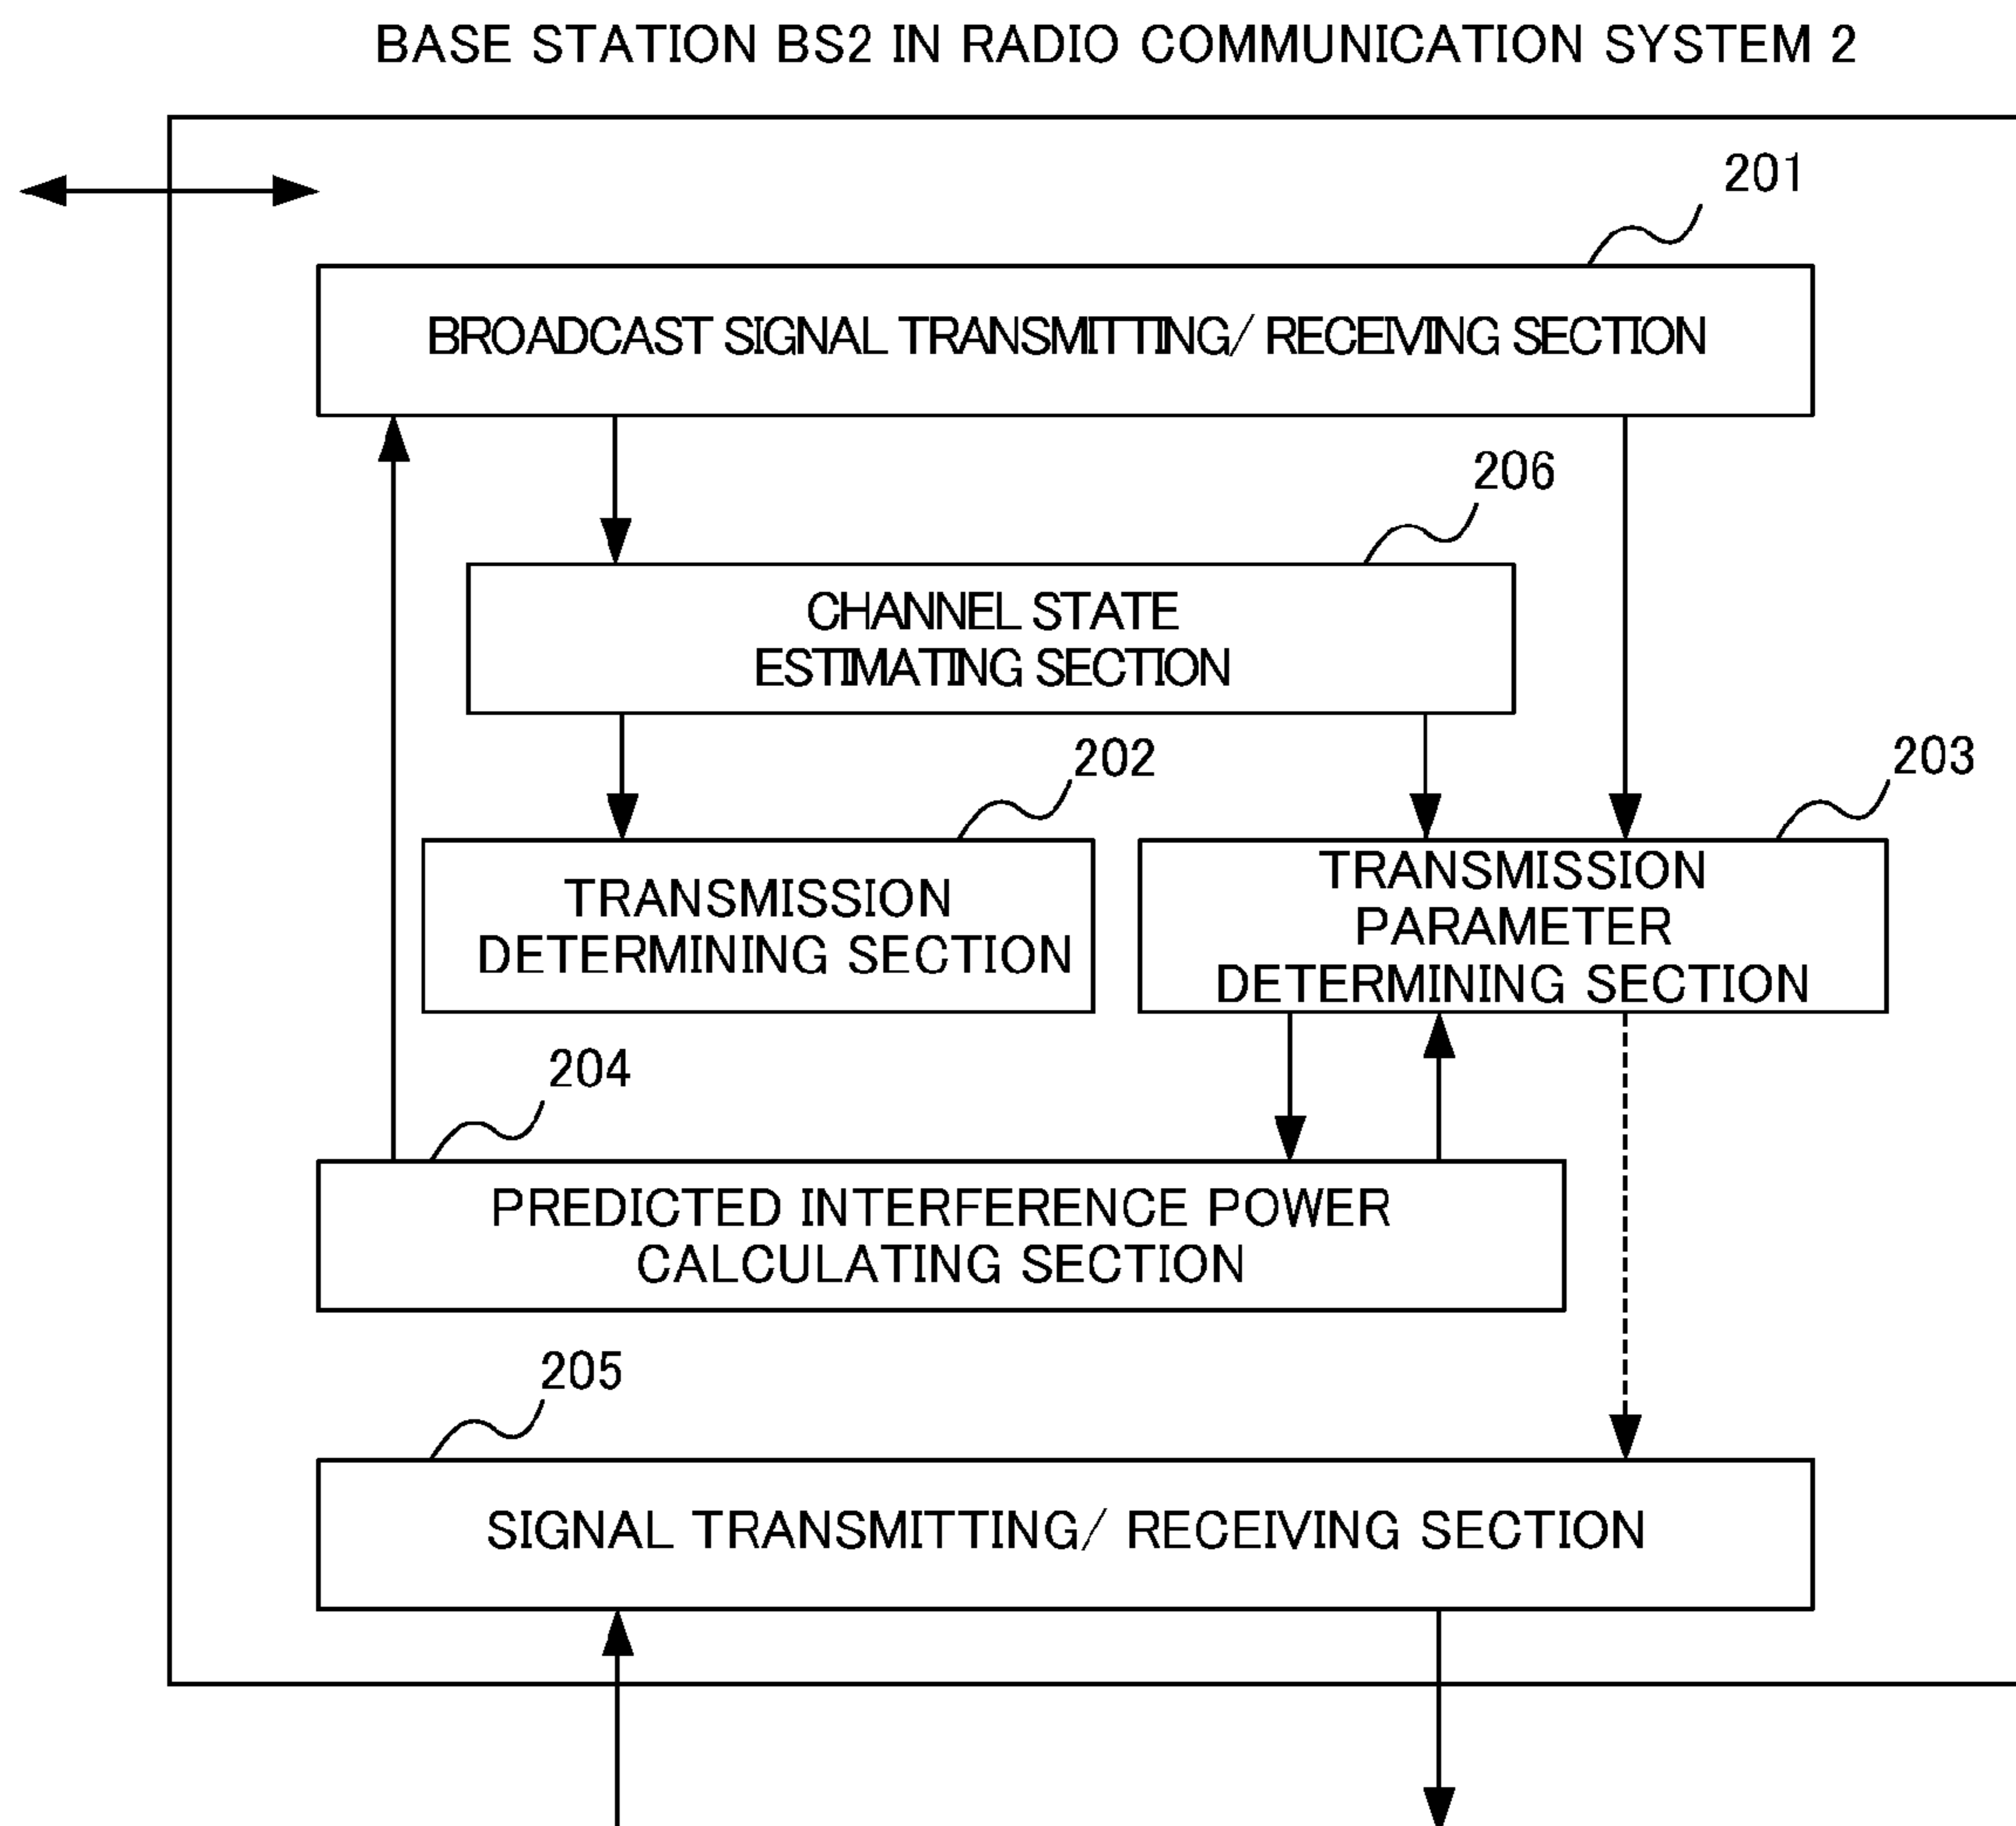 BASE STATION BS2 IN RADIO COMMUNICATION SYSTEM 2
201
BROADCAST SIGNAL TRANSMITTING/ RECEIVING SECTION
206
CHANNEL STATE
ESTIMATING SECTION
202
203
TRANSMISSION
DETERMINING SECTION
TRANSMISSION
PARAMETER
DETERMINING SECTION
204
PREDICTED INTERFERENCE POWER
CALCULATING SECTION
205
SIGNAL TRANSMITTING/ RECEIVING SECTION